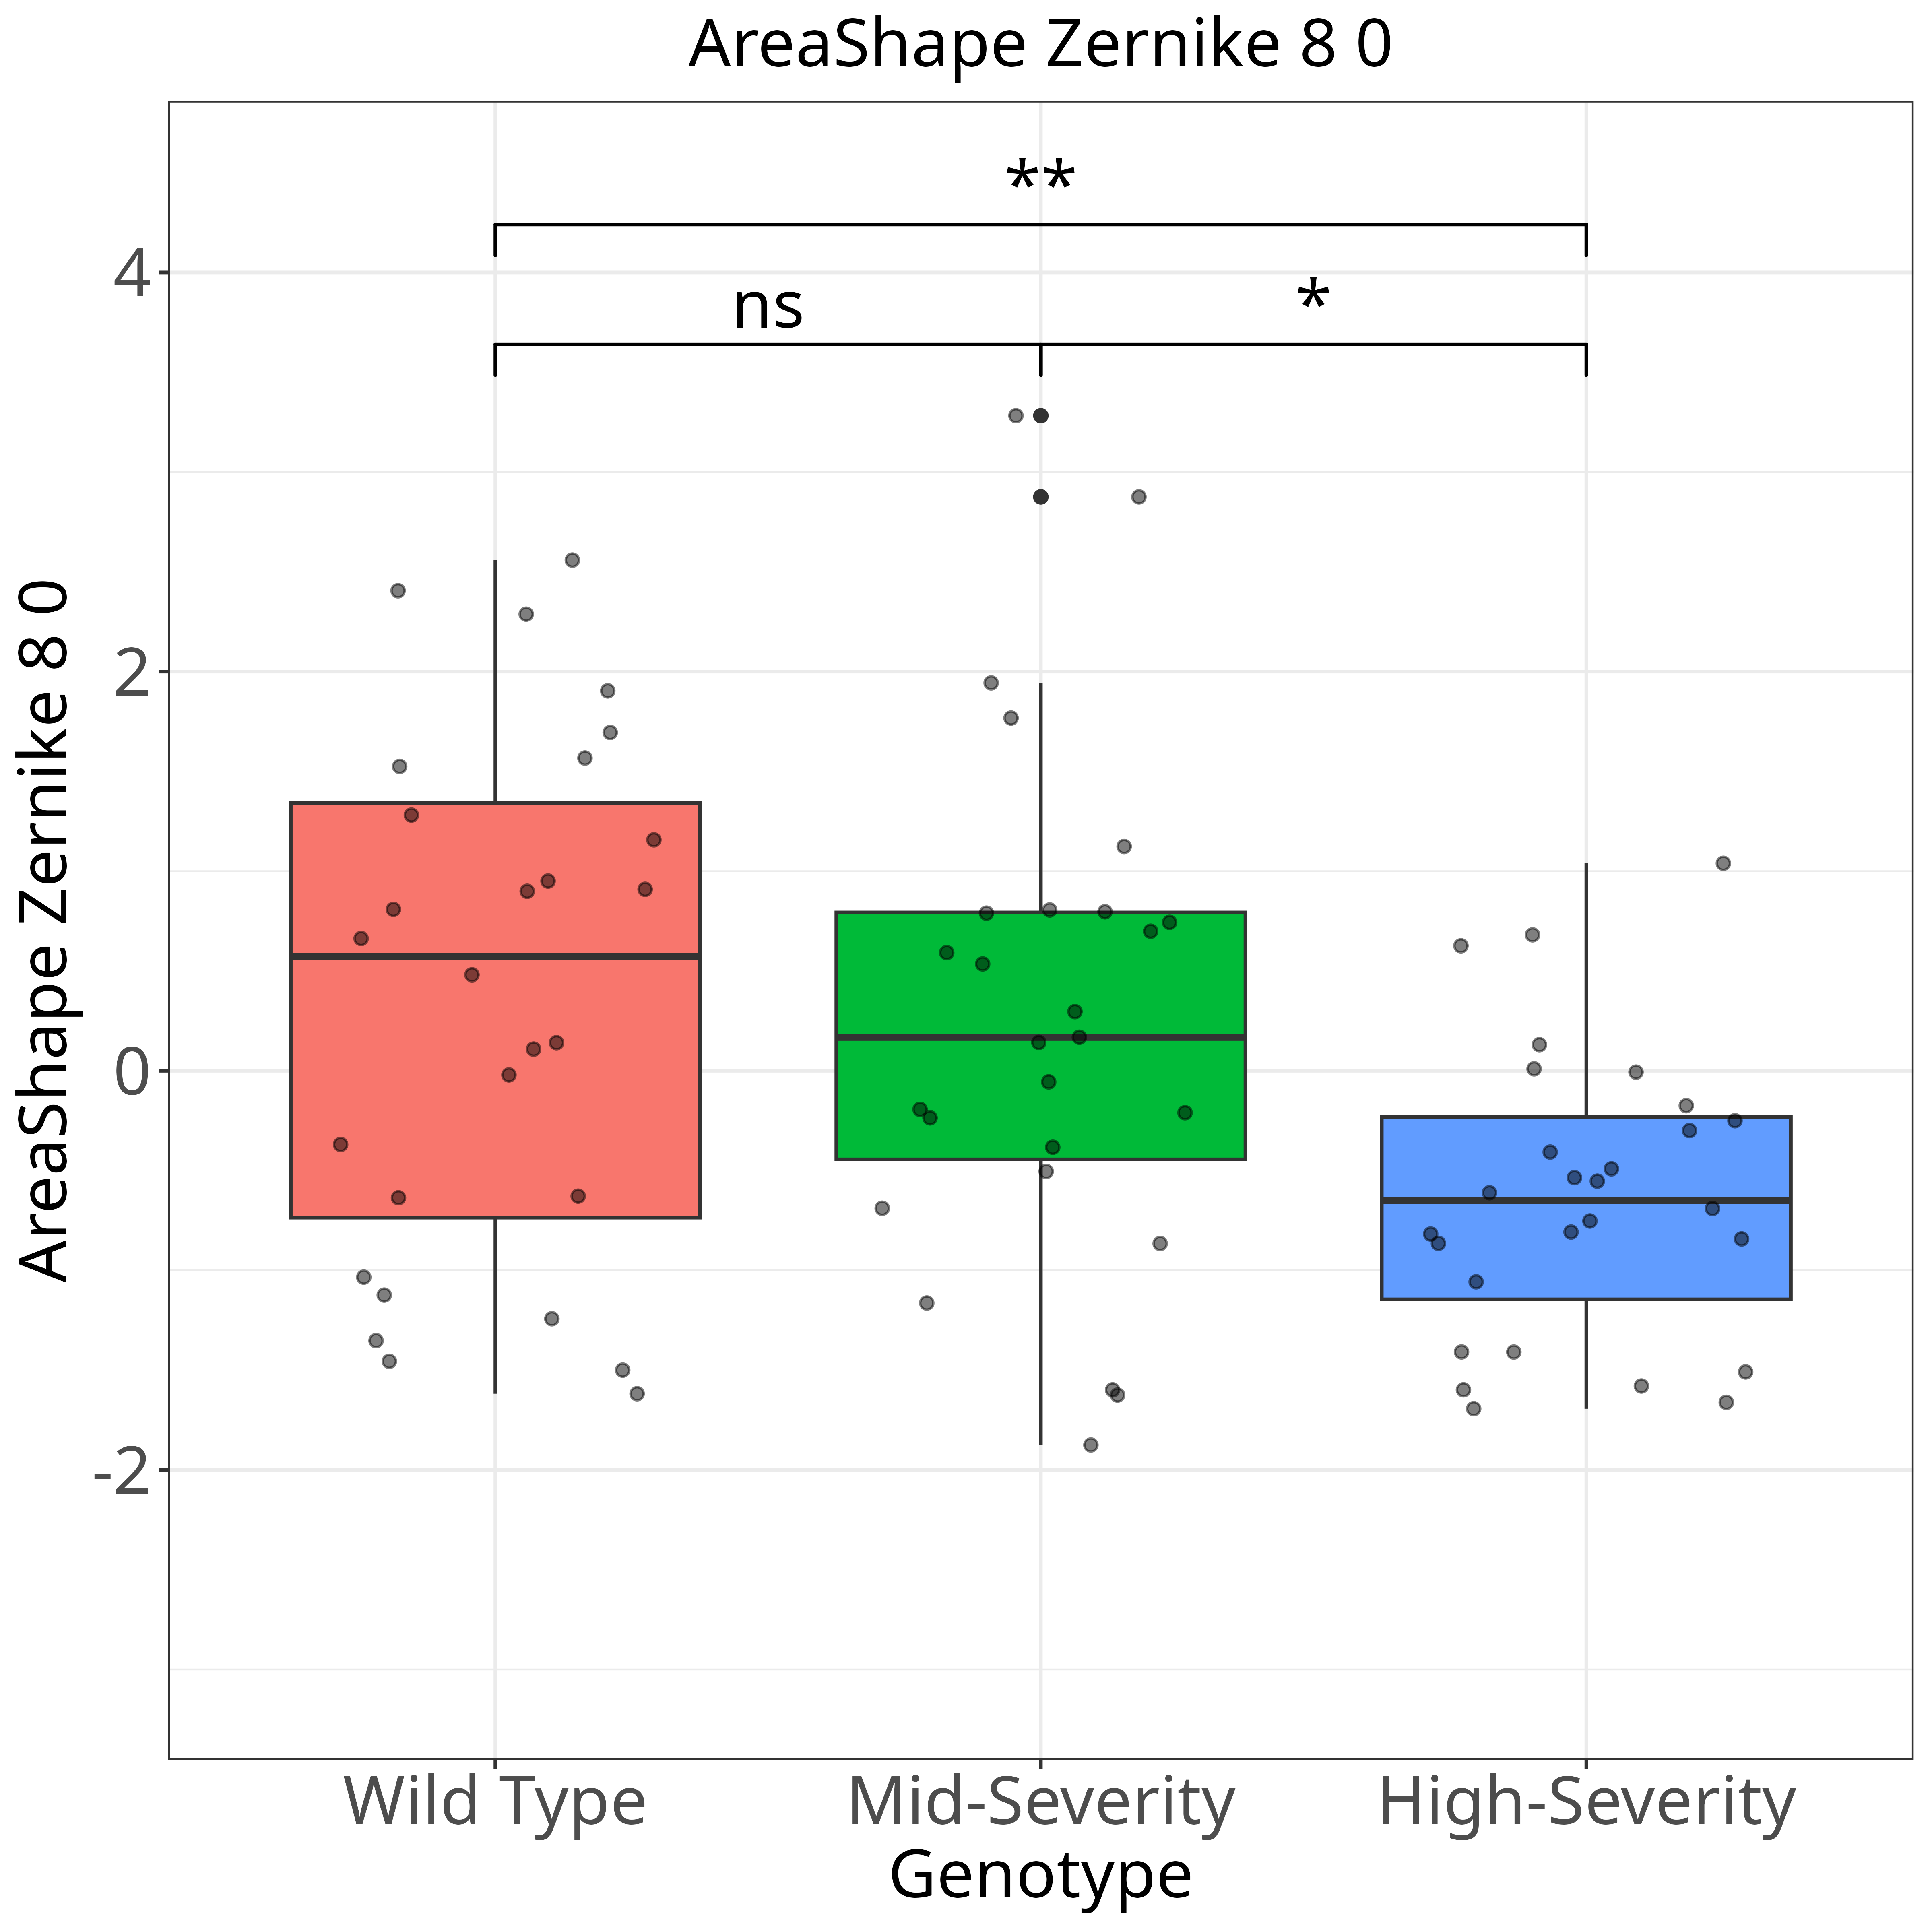 AreaShape Zernike 8 0
**
ns
*
AreaShape Zernike 8 0
4
2
0
-2
Wild Type
Mid-Severity
High-Severity
Genotype